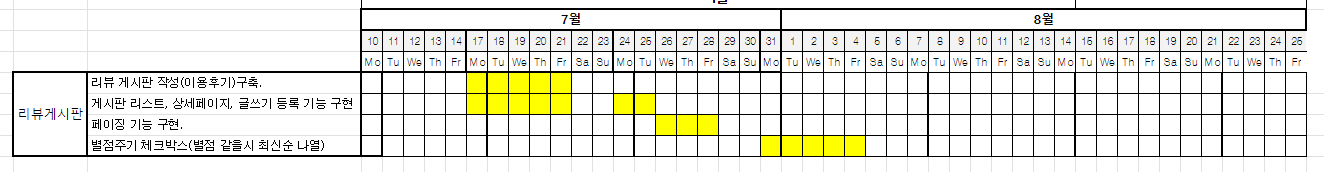 7월 8월
10 11 12 13 14 17 18 19 20 21 22 23 24 25 26 27 28 29 30 31 1 2 3 4 5 6 7 8 9 10 11 12 13 14 15 16 17 18 19 20 21 22 23 24 25
Mo Tu We Th Fr Mo Tu We Th Fr Sa Su Mo Tu We Th Fr Sa Su Mo Tu We Th Fr Sa Su Mo Tu We Th Fr Sa Su Mo Tu We Th Fr Sa Su Mo Tu We Th Fr
리뷰게시판
리뷰 게시판 작성(이용후기)구축.
게시판 리스트, 상세페이지, 글쓰기 등록 기능 구현
페이징 기능 구현.
별점주기 체크박스(별점 같을시 최신순 나열)